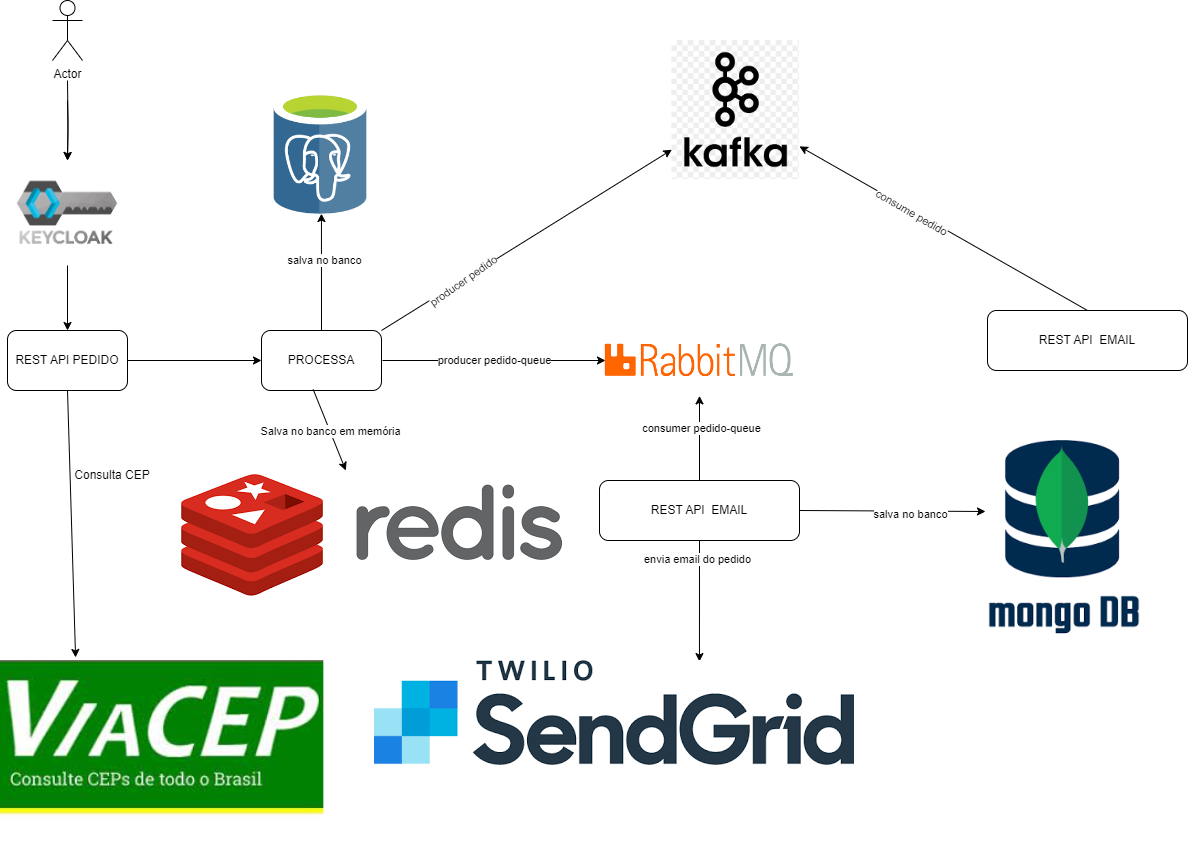 Actor
kafka
consume pedido
KEYCLOAK
salva no banco
producer pedido
REST API PEDIDO
PROCESSA
producer pedido-queue
RabbitMQ
REST API EMAIL
Salva no banco em memória
consumer pedido-queue
Consulta CEP
redis
REST API EMAIL
salva no banco
envia email do pedido
mongo DB
VIACEP
Consulte CEPs de todo o Brasil
TWILIO
SendGrid